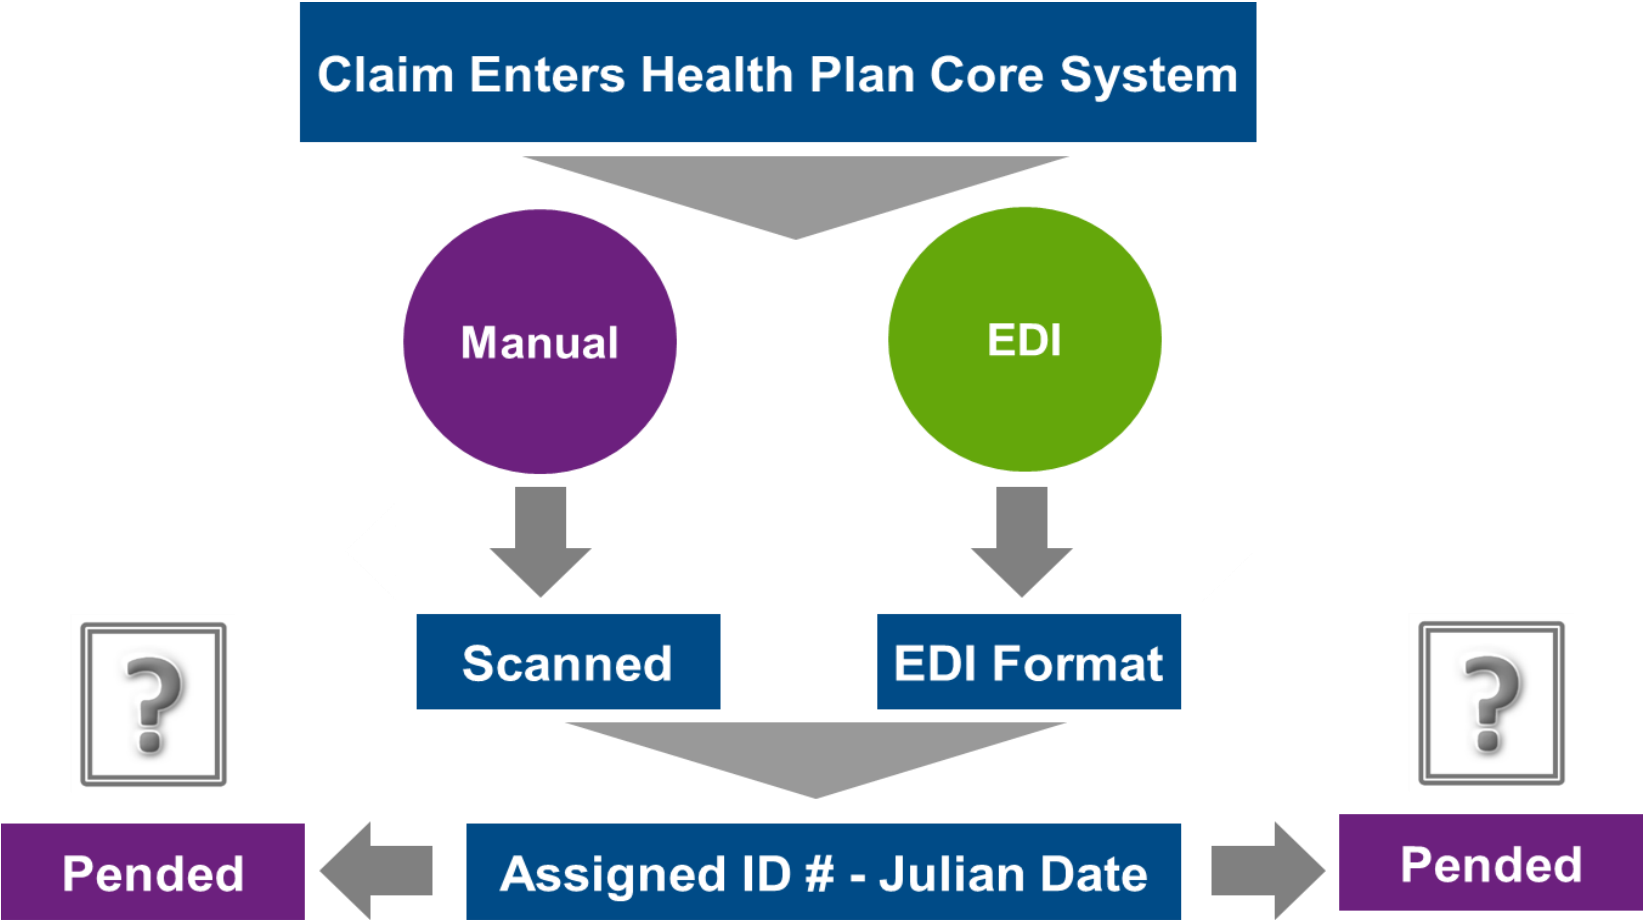 Claim Enters Health Plan Core System
Manual
EDI
Scanned
EDI Format
?
?
Pended
Assigned ID # - Julian Date
Pended